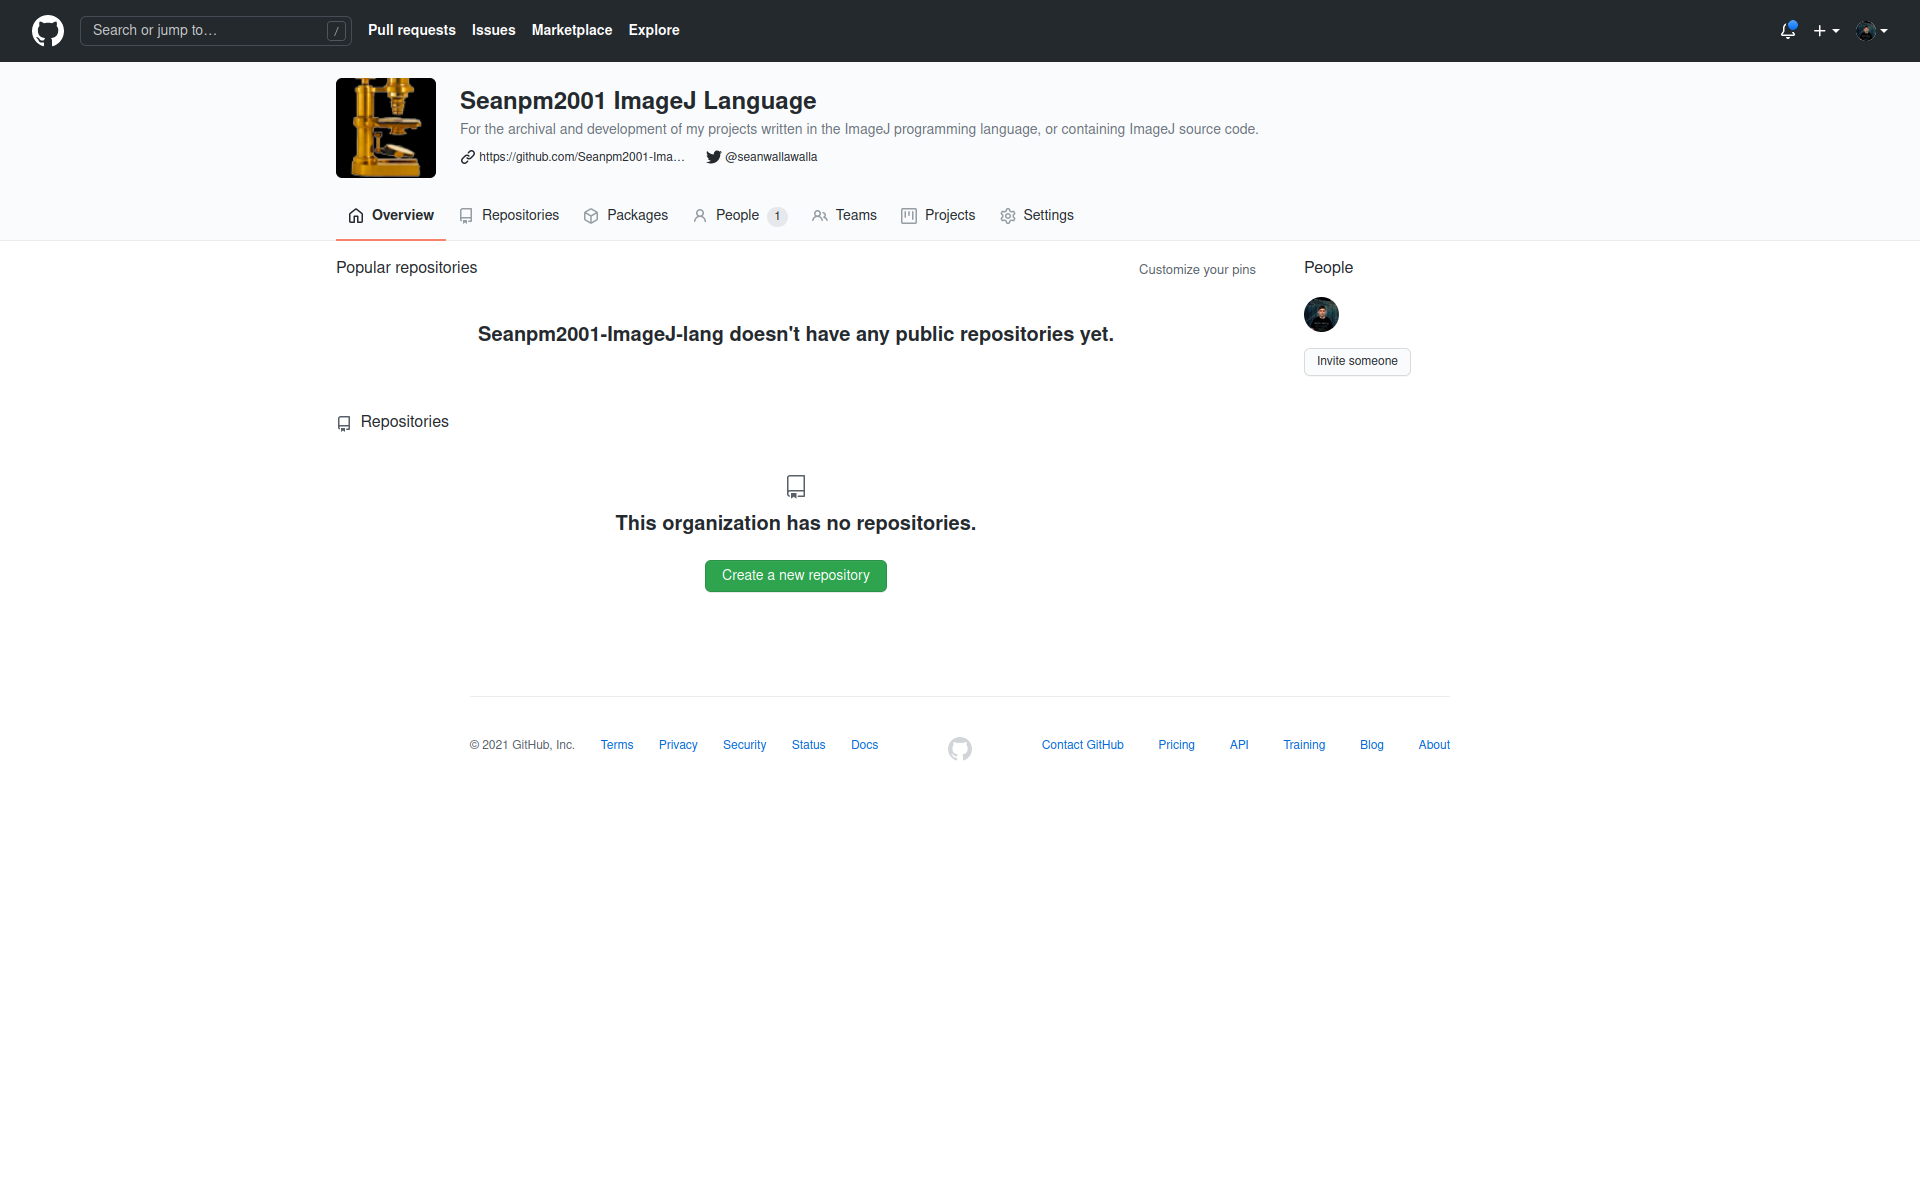 Search or jump to… /
Pull requests
Issues
Marketplace
Explore
Seanpm2001 ImageJ Language
For the archival and development of my projects written in the ImageJ programming language, or containing ImageJ source code.
https://github.com/Seanpm2001-Ima…
@seanwallawalla
Overview
Repositories
Packages
People 1
Teams
Projects
Settings
Popular repositories
Customize your pins
Seanpm2001-ImageJ-lang doesn't have any public repositories yet.
People
Invite someone
Repositories
This organization has no repositories.
Create a new repository
© 2021 GitHub, Inc.
Terms
Privacy
Security
Status
Docs
Contact GitHub
Pricing
API
Training
Blog
About